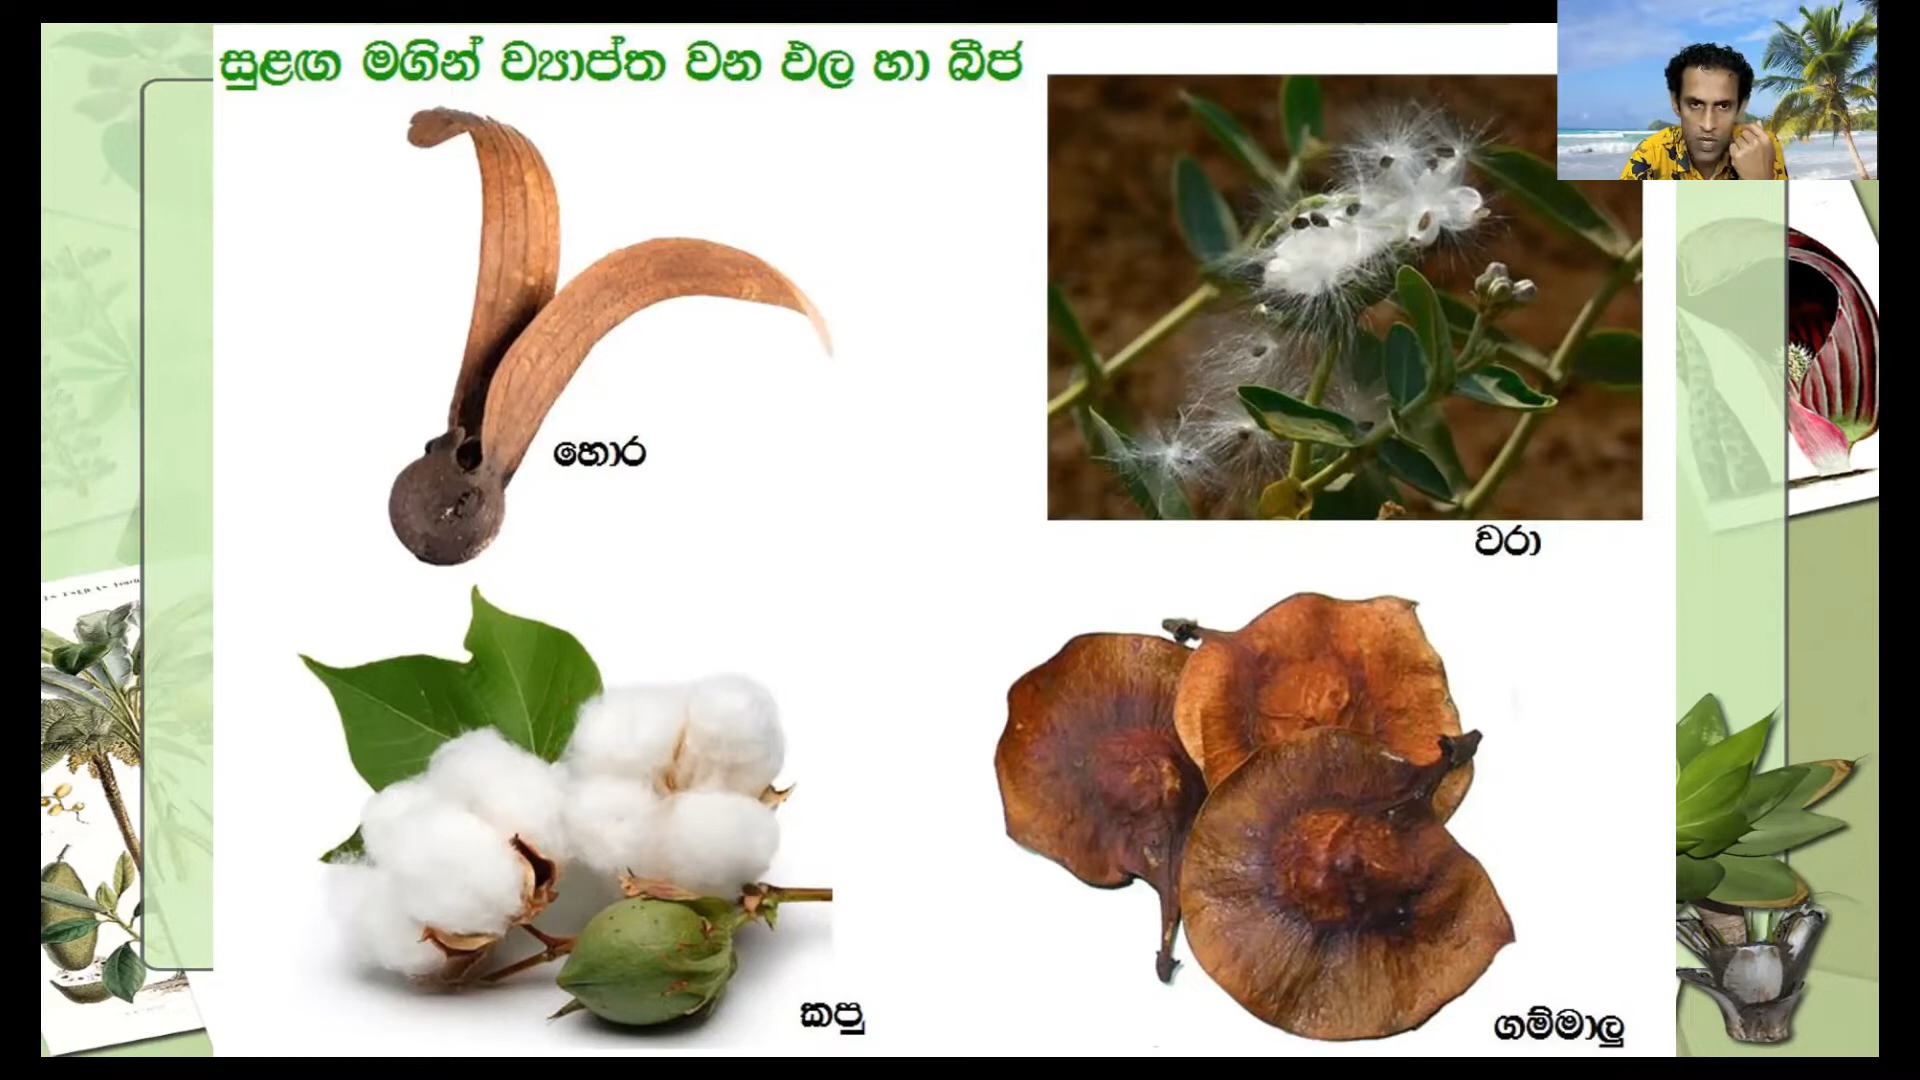 සුළඟ මගින් ව්‍යාප්ත වන ඵල හා බීජ
හොර
වරා
කපු
ගම්මාලු